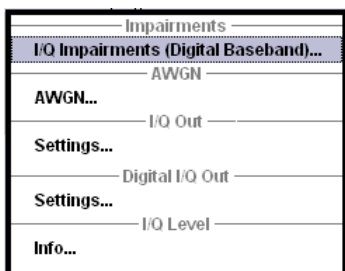 Impairments
I/Q Impairments (Digital Baseband)...
AWGN
AWGN...
I/Q Out
Settings...
Digital I/Q Out
Settings...
I/Q Level
Info...